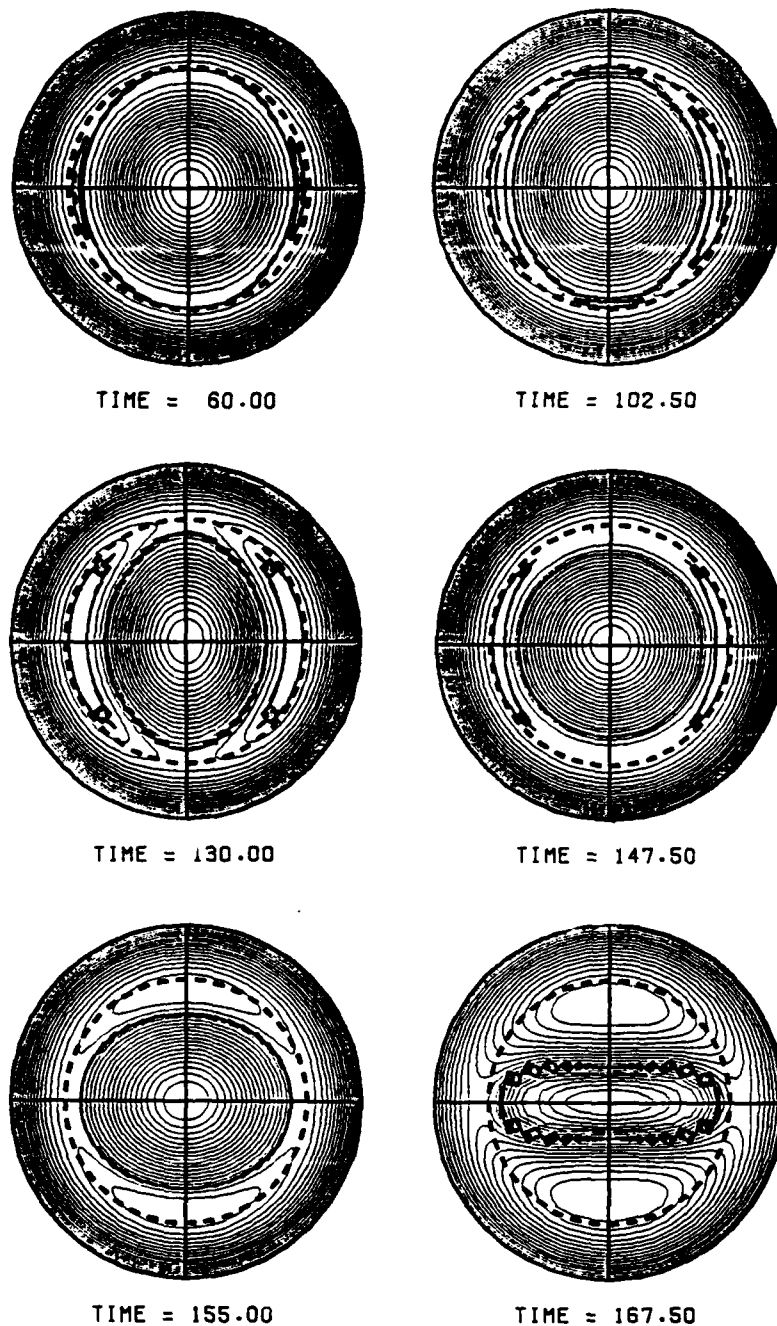 TIME = 60.00
TIME = 102.50
TIME = 130.00
TIME = 147.50
TIME = 155.00
TIME = 167.50